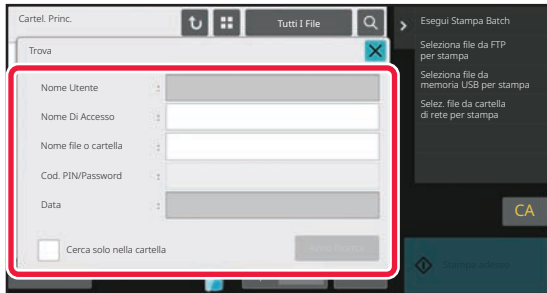 Cartel. Princ.
Tutti I File
Trova
Nome Utente :
Nome Di Accesso :
Nome file o cartella :
Cod. PIN/Password :
Data :
Cerca solo nella cartella
Esegui Stampa Batch
Seleziona file da FTP
per stampa
Seleziona file da
memoria USB per stampa
Selez. file da cartella
di rete per stampa
CA